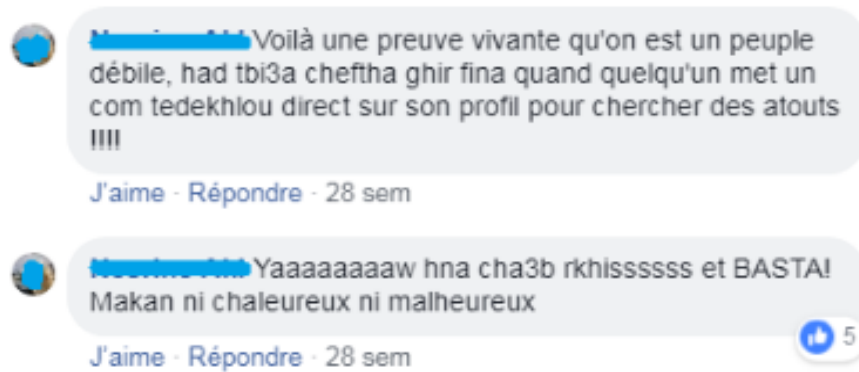 Voilà une preuve vivante qu'on est un peuple
débile, had tbi3a cheftha ghir fina quand quelqu'un met un
com tedekhlou direct sur son profil pour chercher des atouts
!!!!
J'aime · Répondre · 28 sem
Yaaaaaaaaw hna cha3b rkhissssss et BASTA!
Makan ni chaleureux ni malheureux
5
J'aime · Répondre · 28 sem